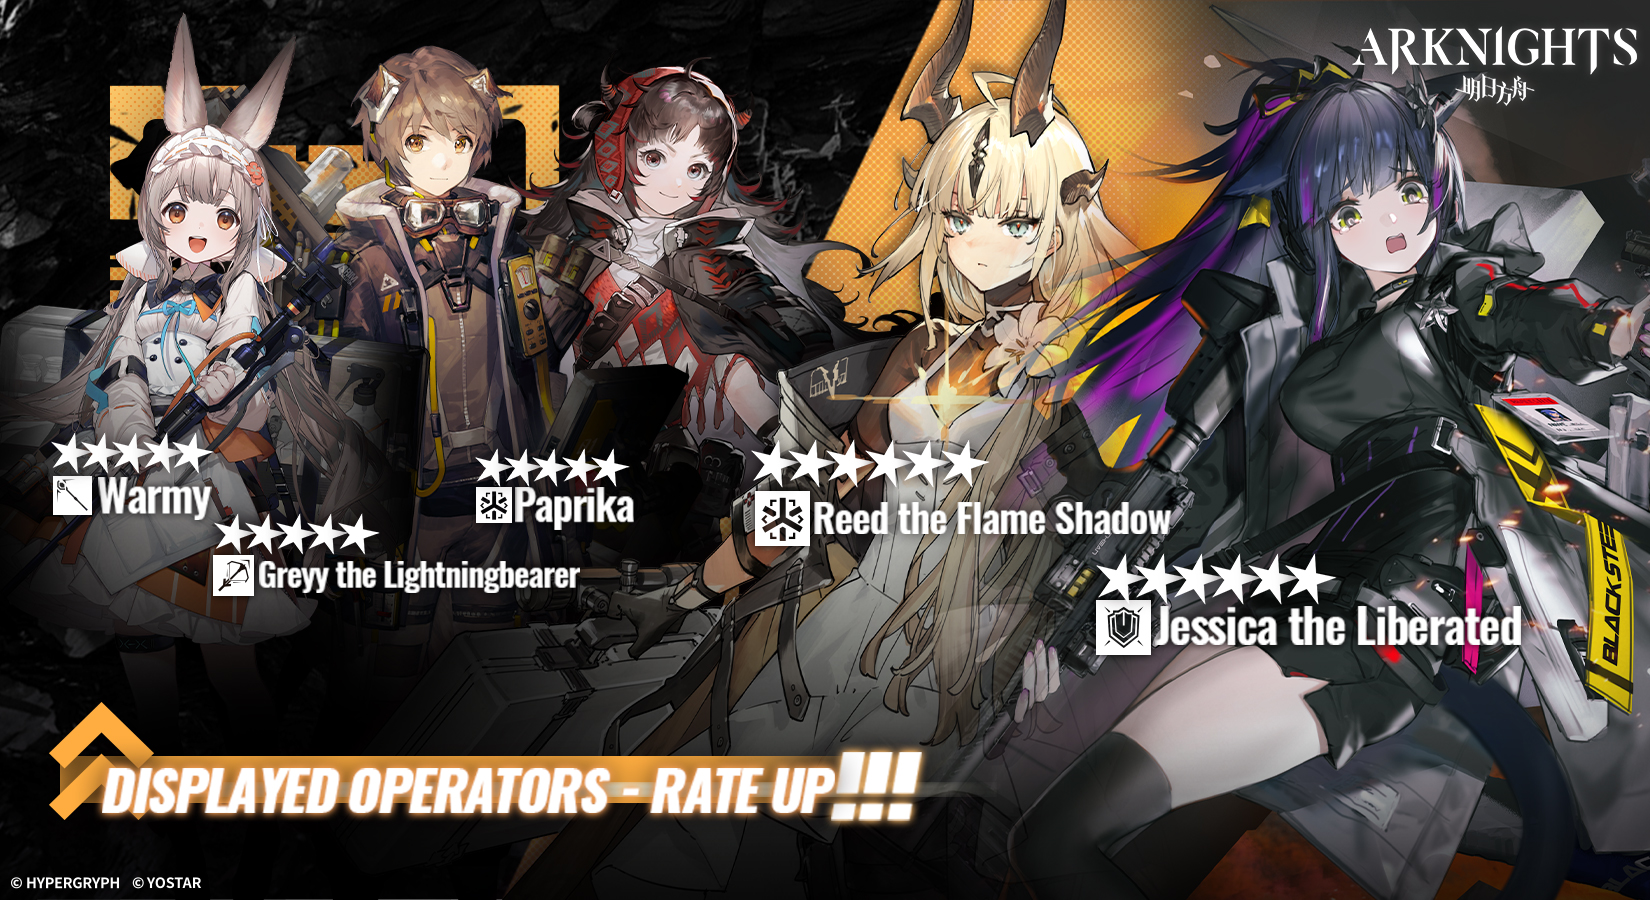 ARKNIGHTS
明日方舟
Warmy
Greyy the Lightningbearer
Paprika
Reed the Flame Shadow
Jessica the Liberated
BLACKSTEEL
DISPLAYED OPERATORS - RATE UP!!!
© HYPERGRYPH © YOSTAR